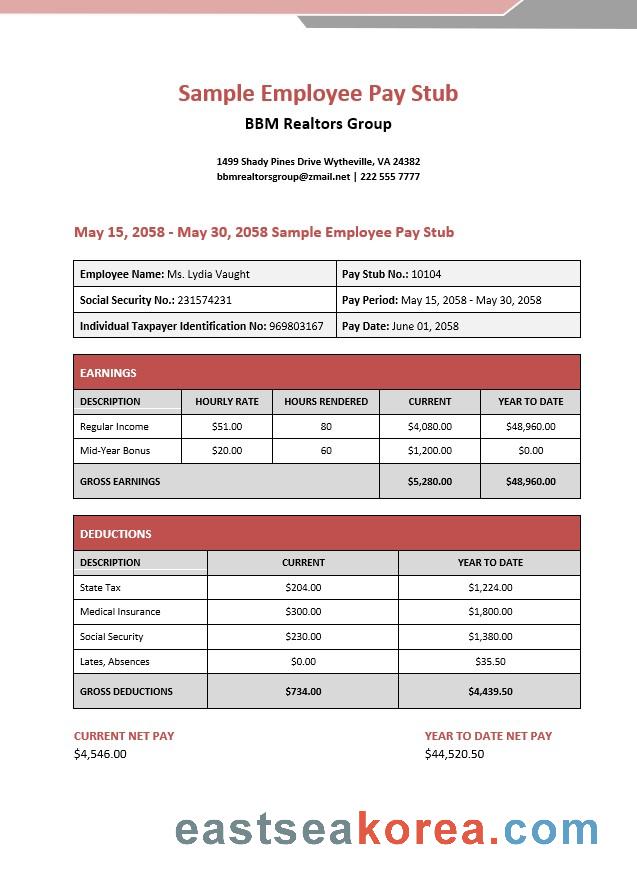 Sample Employee Pay Stub
BBM Realtors Group
1499 Shady Pines Drive Wytheville, VA 24382
bbmrealtorsgroup@zmail.net | 222 555 7777
May 15, 2058 - May 30, 2058 Sample Employee Pay Stub
Employee Name: Ms. Lydia Vaught Pay Stub No.: 10104
Social Security No.: 231574231 Pay Period: May 15, 2058 - May 30, 2058
Individual Taxpayer Identification No: 969803167 Pay Date: June 01, 2058
EARNINGS
DESCRIPTION HOURLY RATE HOURS RENDERED CURRENT YEAR TO DATE
Regular Income $51.00 80 $4,080.00 $48,960.00
Mid-Year Bonus $20.00 60 $1,200.00 $0.00
GROSS EARNINGS $5,280.00 $48,960.00
DEDUCTIONS
DESCRIPTION CURRENT YEAR TO DATE
State Tax $204.00 $1,224.00
Medical Insurance $300.00 $1,800.00
Social Security $230.00 $1,380.00
Lates, Absences $0.00 $35.50
GROSS DEDUCTIONS $734.00 $4,439.50
CURRENT NET PAY YEAR TO DATE NET PAY
$4,546.00 $44,520.50
eastseakorea.com